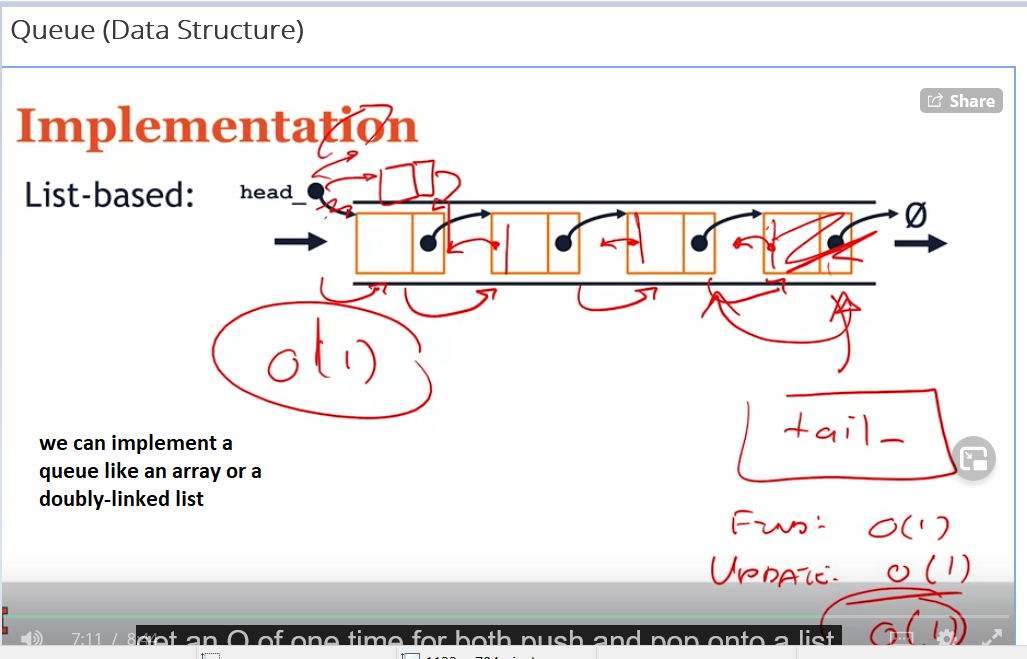 Queue (Data Structure)
Share
Implementation
List-based:
head_
Ø
O(1)
tail_
we can implement a
queue like an array or a
doubly-linked list
FIND: O(1)
UPDATE: O(1)
O(1)
7:11 / 8:44
get an O of one time for both push and pop onto a list